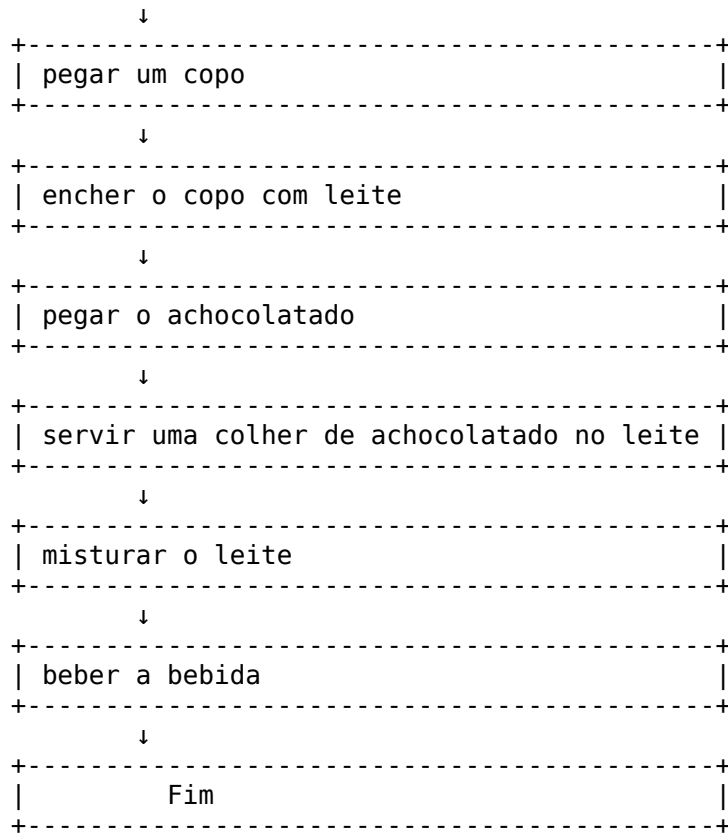 pegar um copo
encher o copo com leite
pegar o achocolatado
servir uma colher de achocolatado no leite
misturar o leite
beber a bebida
Fim